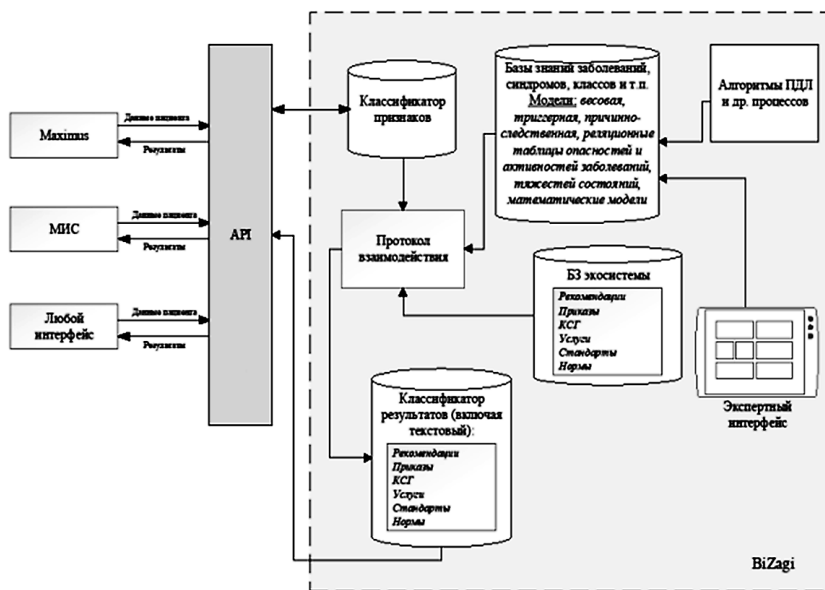 Maximus
Данные пациента
Результаты
МИС
Данные пациента
Результаты
Любой
интерфейс
Данные пациента
Результаты
API
Классификатор
признаков
Базы знаний заболеваний,
синдромов, классов и т.п.
Модели: весовая,
триггерная, причинно-
следственная, реляционные
таблицы опасностей и
активностей заболеваний,
тяжестей состояний,
математические модели
Алгоритмы ПДЛ
и др. процессов
Протокол
взаимодействия
БЗ экосистемы
Рекомендации
Приказы
КСГ
Услуги
Стандарты
Нормы
Экспертный
интерфейс
Классификатор
результатов (включая
текстовый):
Рекомендации
Приказы
КСГ
Услуги
Стандарты
Нормы
BiZagi